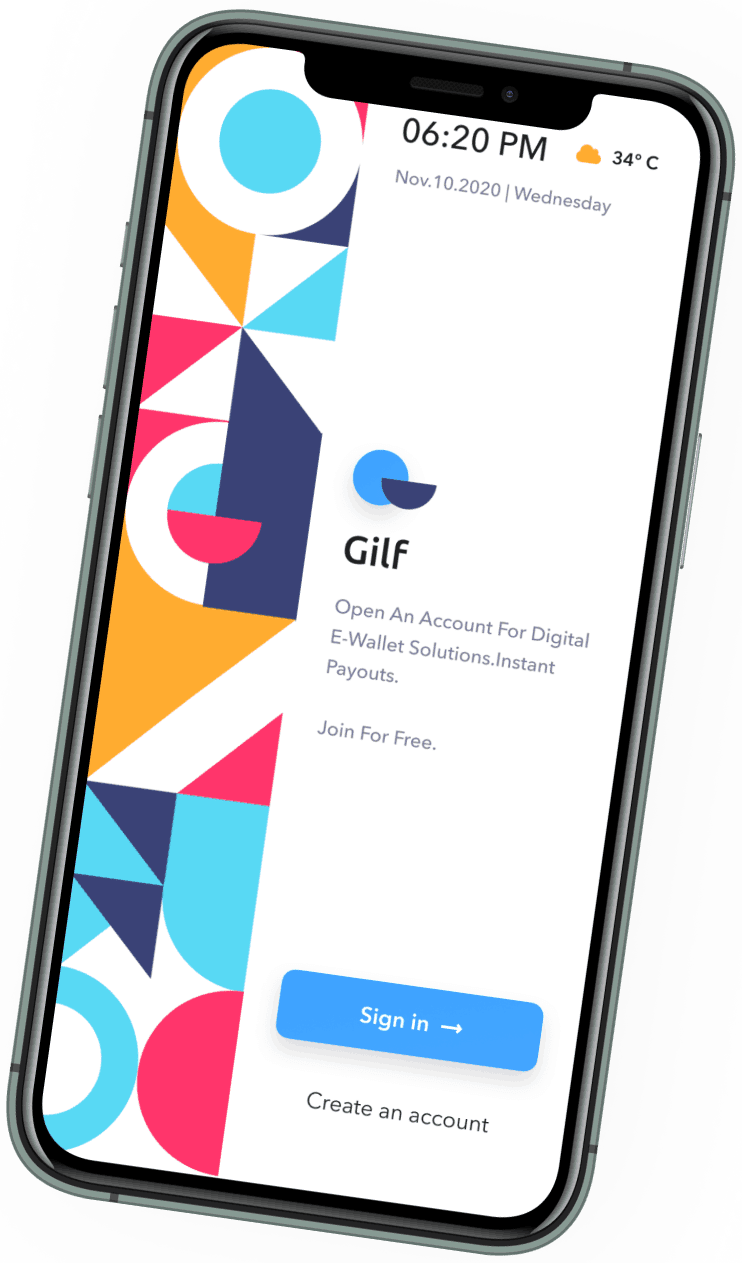 06:20 PM
34° C
Nov.10.2020 | Wednesday
Gilf
Open An Account For Digital
E-Wallet Solutions.Instant
Payouts.
Join For Free.
Sign in →
Create an account